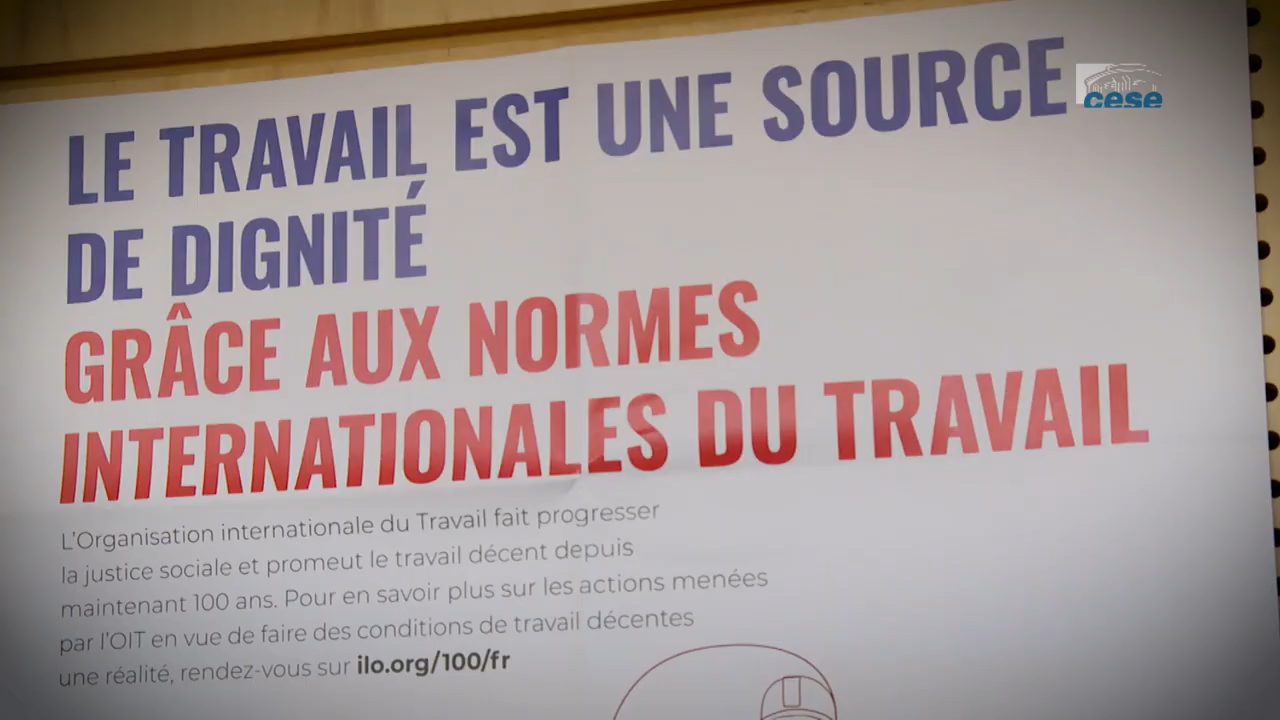 LE TRAVAIL EST UNE SOURCE
DE DIGNITÉ
GRÂCE AUX NORMES
INTERNATIONALES DU TRAVAIL
L'Organisation internationale du Travail fait progresser
la justice sociale et promeut le travail décent depuis
maintenant 100 ans. Pour en savoir plus sur les actions menées
par l'OIT en vue de faire des conditions de travail décentes
une réalité, rendez-vous sur ilo.org/100/fr
cese